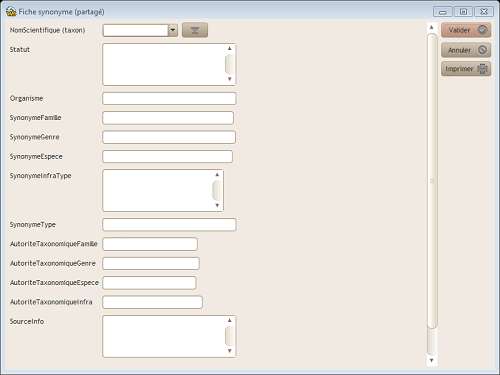 Fiche synonyme (partagé)
NomScientifique (taxon)
Valider
Statut
Annuler
Imprimer
Organisme
SynonymeFamille
SynonymeGenre
SynonymeEspece
SynonymeInfraType
SynonymeType
AutoriteTaxonomiqueFamille
AutoriteTaxonomiqueGenre
AutoriteTaxonomiqueEspece
AutoriteTaxonomiqueInfra
SourceInfo